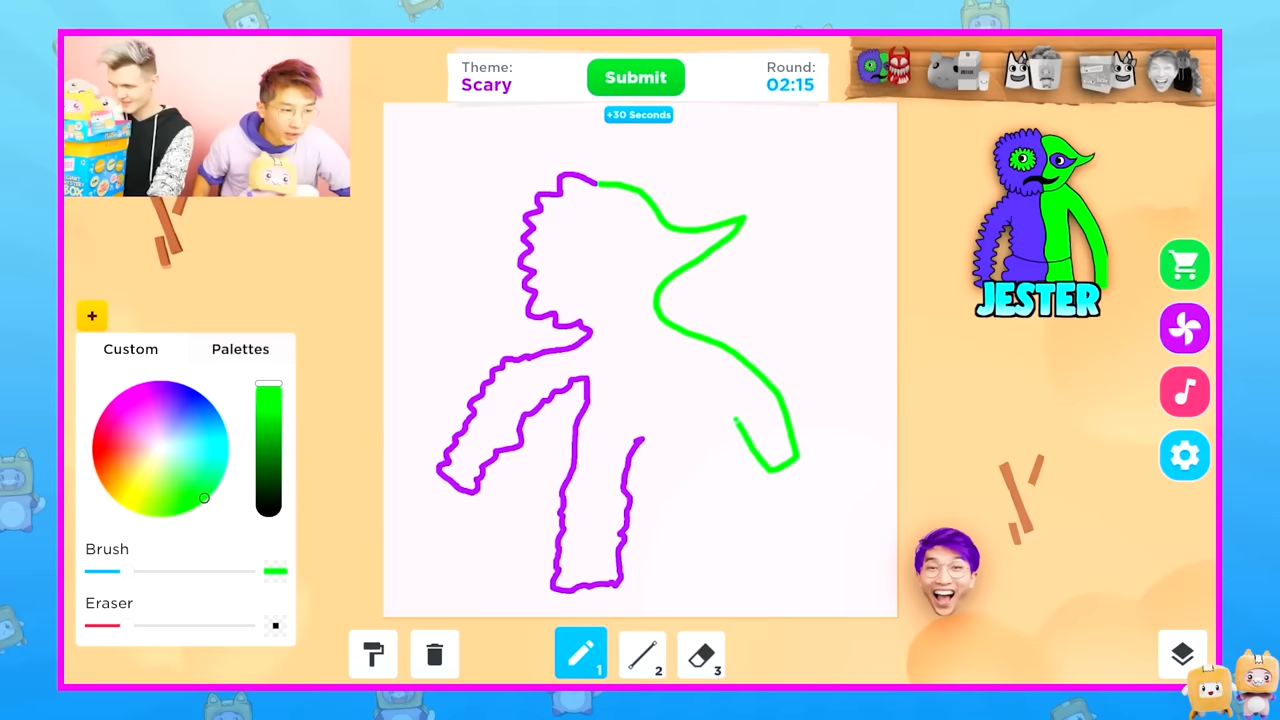 Theme:
Scary
Submit
Round:
02:15
+30 Seconds
JESTER
+
Custom
Palettes
Brush
Eraser
1
2
3